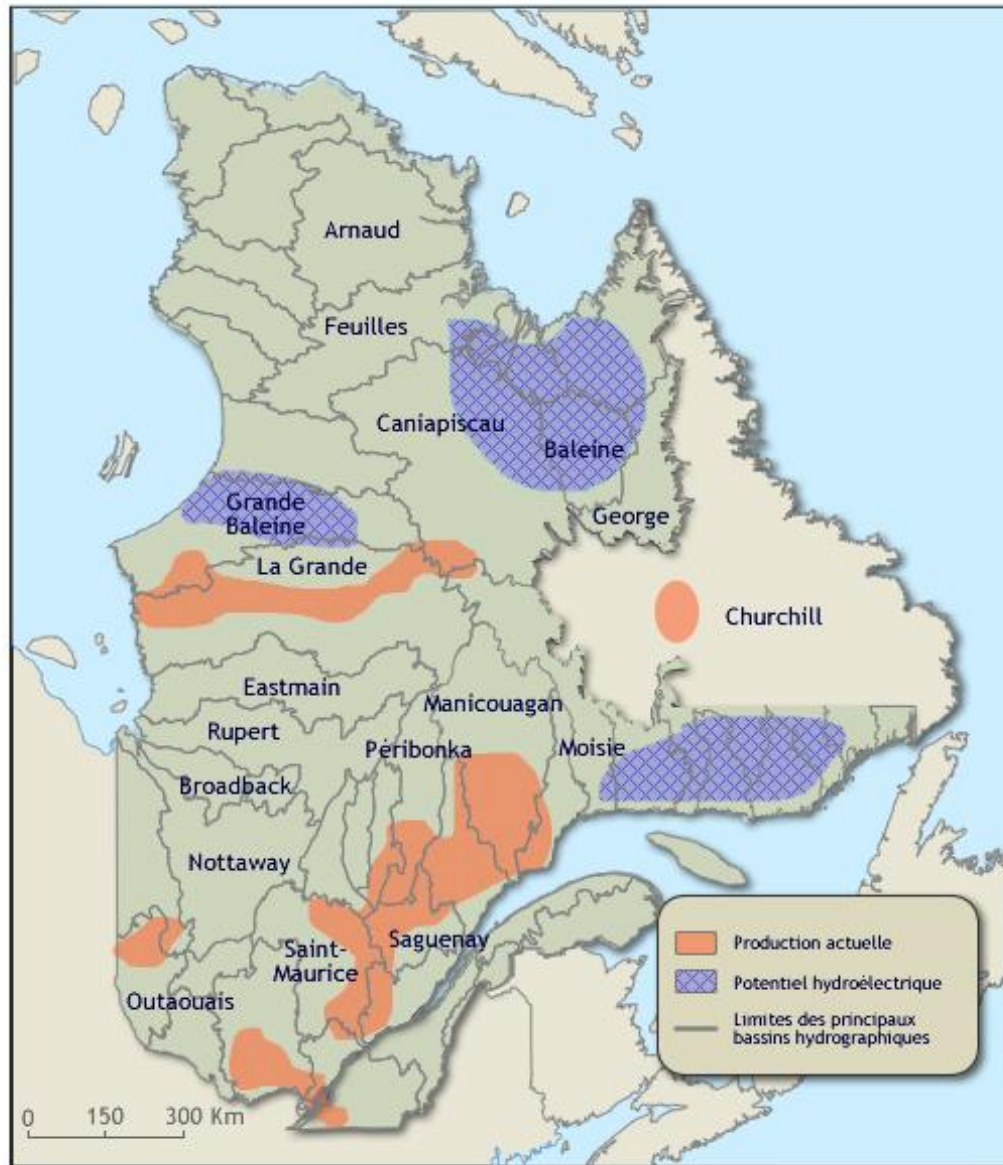 Arnaud
Feuilles
Caniapiscau
Baleine
Grande
Baleine
George
La Grande
Churchill
Eastmain
Manicouagan
Rupert
Péribonka
Moisie
Broadback
Nottaway
Saguenay
Saint-
Maurice
Outaouais
Production actuelle
Potentiel hydroélectrique
Limites des principaux
bassins hydrographiques
0 150 300 Km